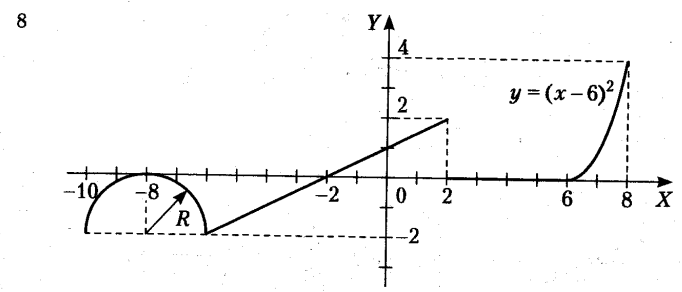 8
Y
4
y = (x – 6)²
2
–10
–8
–2
0
2
6
8
X
R
–2